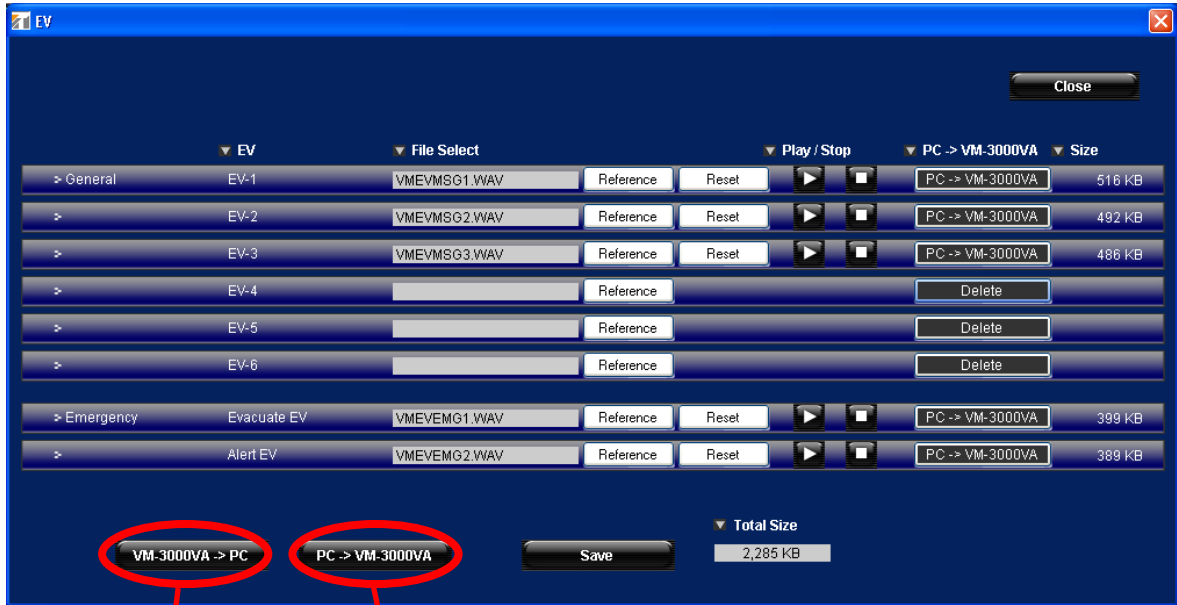 EV
Close
EV File Select Play / Stop PC -> VM-3000VA Size
> General EV-1 VMEVMSG1.WAV Reference Reset PC -> VM-3000VA 516 KB
> EV-2 VMEVMSG2.WAV Reference Reset PC -> VM-3000VA 492 KB
> EV-3 VMEVMSG3.WAV Reference Reset PC -> VM-3000VA 486 KB
> EV-4 Reference Delete
> EV-5 Reference Delete
> EV-6 Reference Delete
> Emergency Evacuate EV VMEVEMG1.WAV Reference Reset PC -> VM-3000VA 399 KB
> Alert EV VMEVEMG2.WAV Reference Reset PC -> VM-3000VA 389 KB
Total Size
VM-3000VA -> PC PC -> VM-3000VA Save 2,285 KB